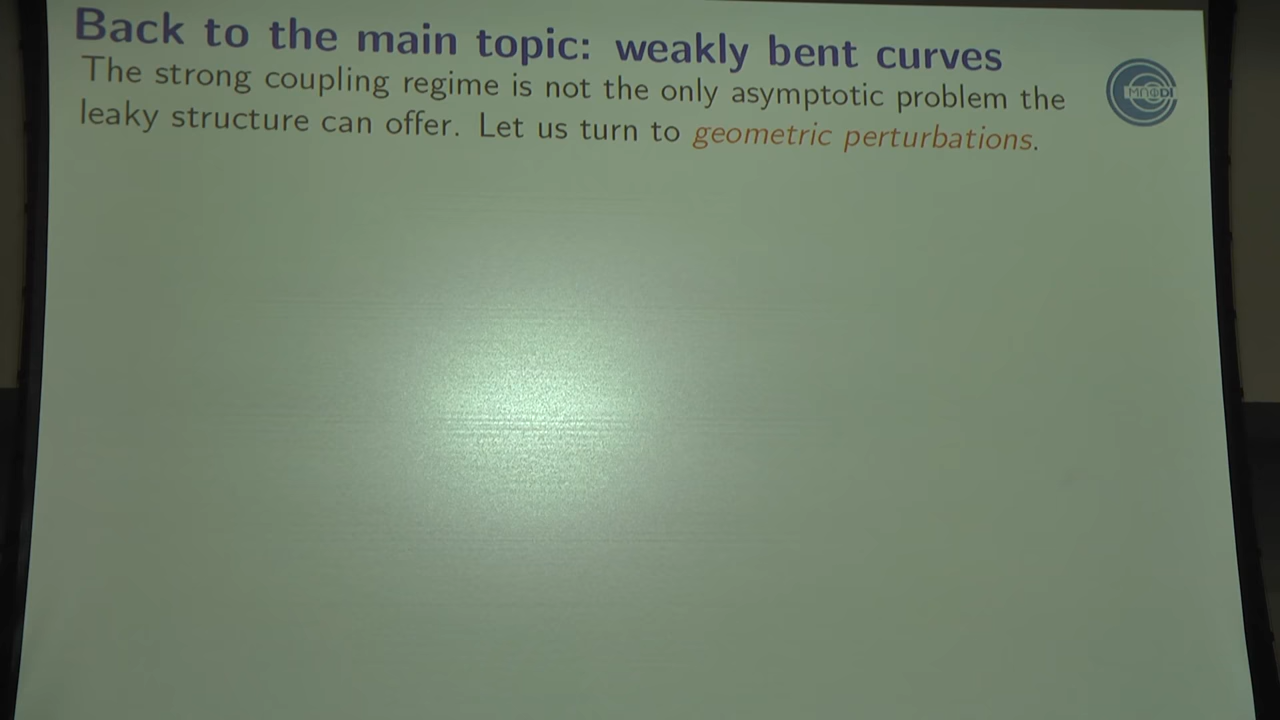 Back to the main topic: weakly bent curves
The strong coupling regime is not the only asymptotic problem the
leaky structure can offer. Let us turn to geometric perturbations.